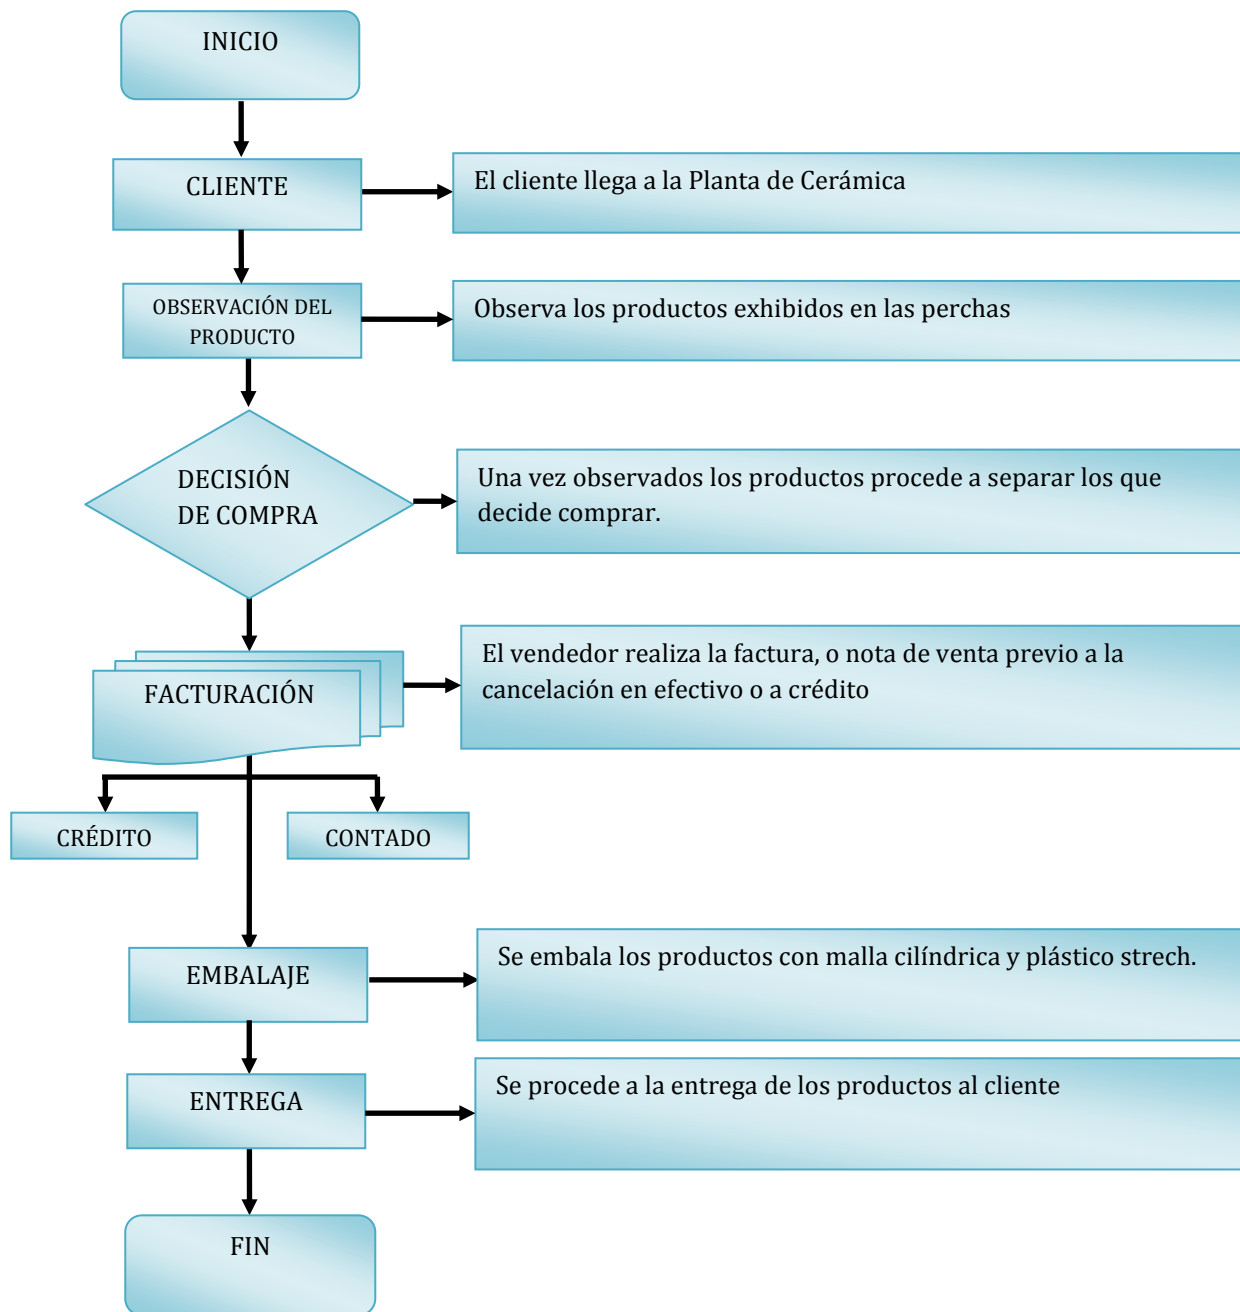 INICIO
CLIENTE
El cliente llega a la Planta de Cerámica
OBSERVACIÓN DEL
PRODUCTO
Observa los productos exhibidos en las perchas
DECISIÓN
DE COMPRA
Una vez observados los productos procede a separar los que
decide comprar.
FACTURACIÓN
El vendedor realiza la factura, o nota de venta previo a la
cancelación en efectivo o a crédito
CRÉDITO
CONTADO
EMBALAJE
Se embala los productos con malla cilíndrica y plástico strech.
ENTREGA
Se procede a la entrega de los productos al cliente
FIN